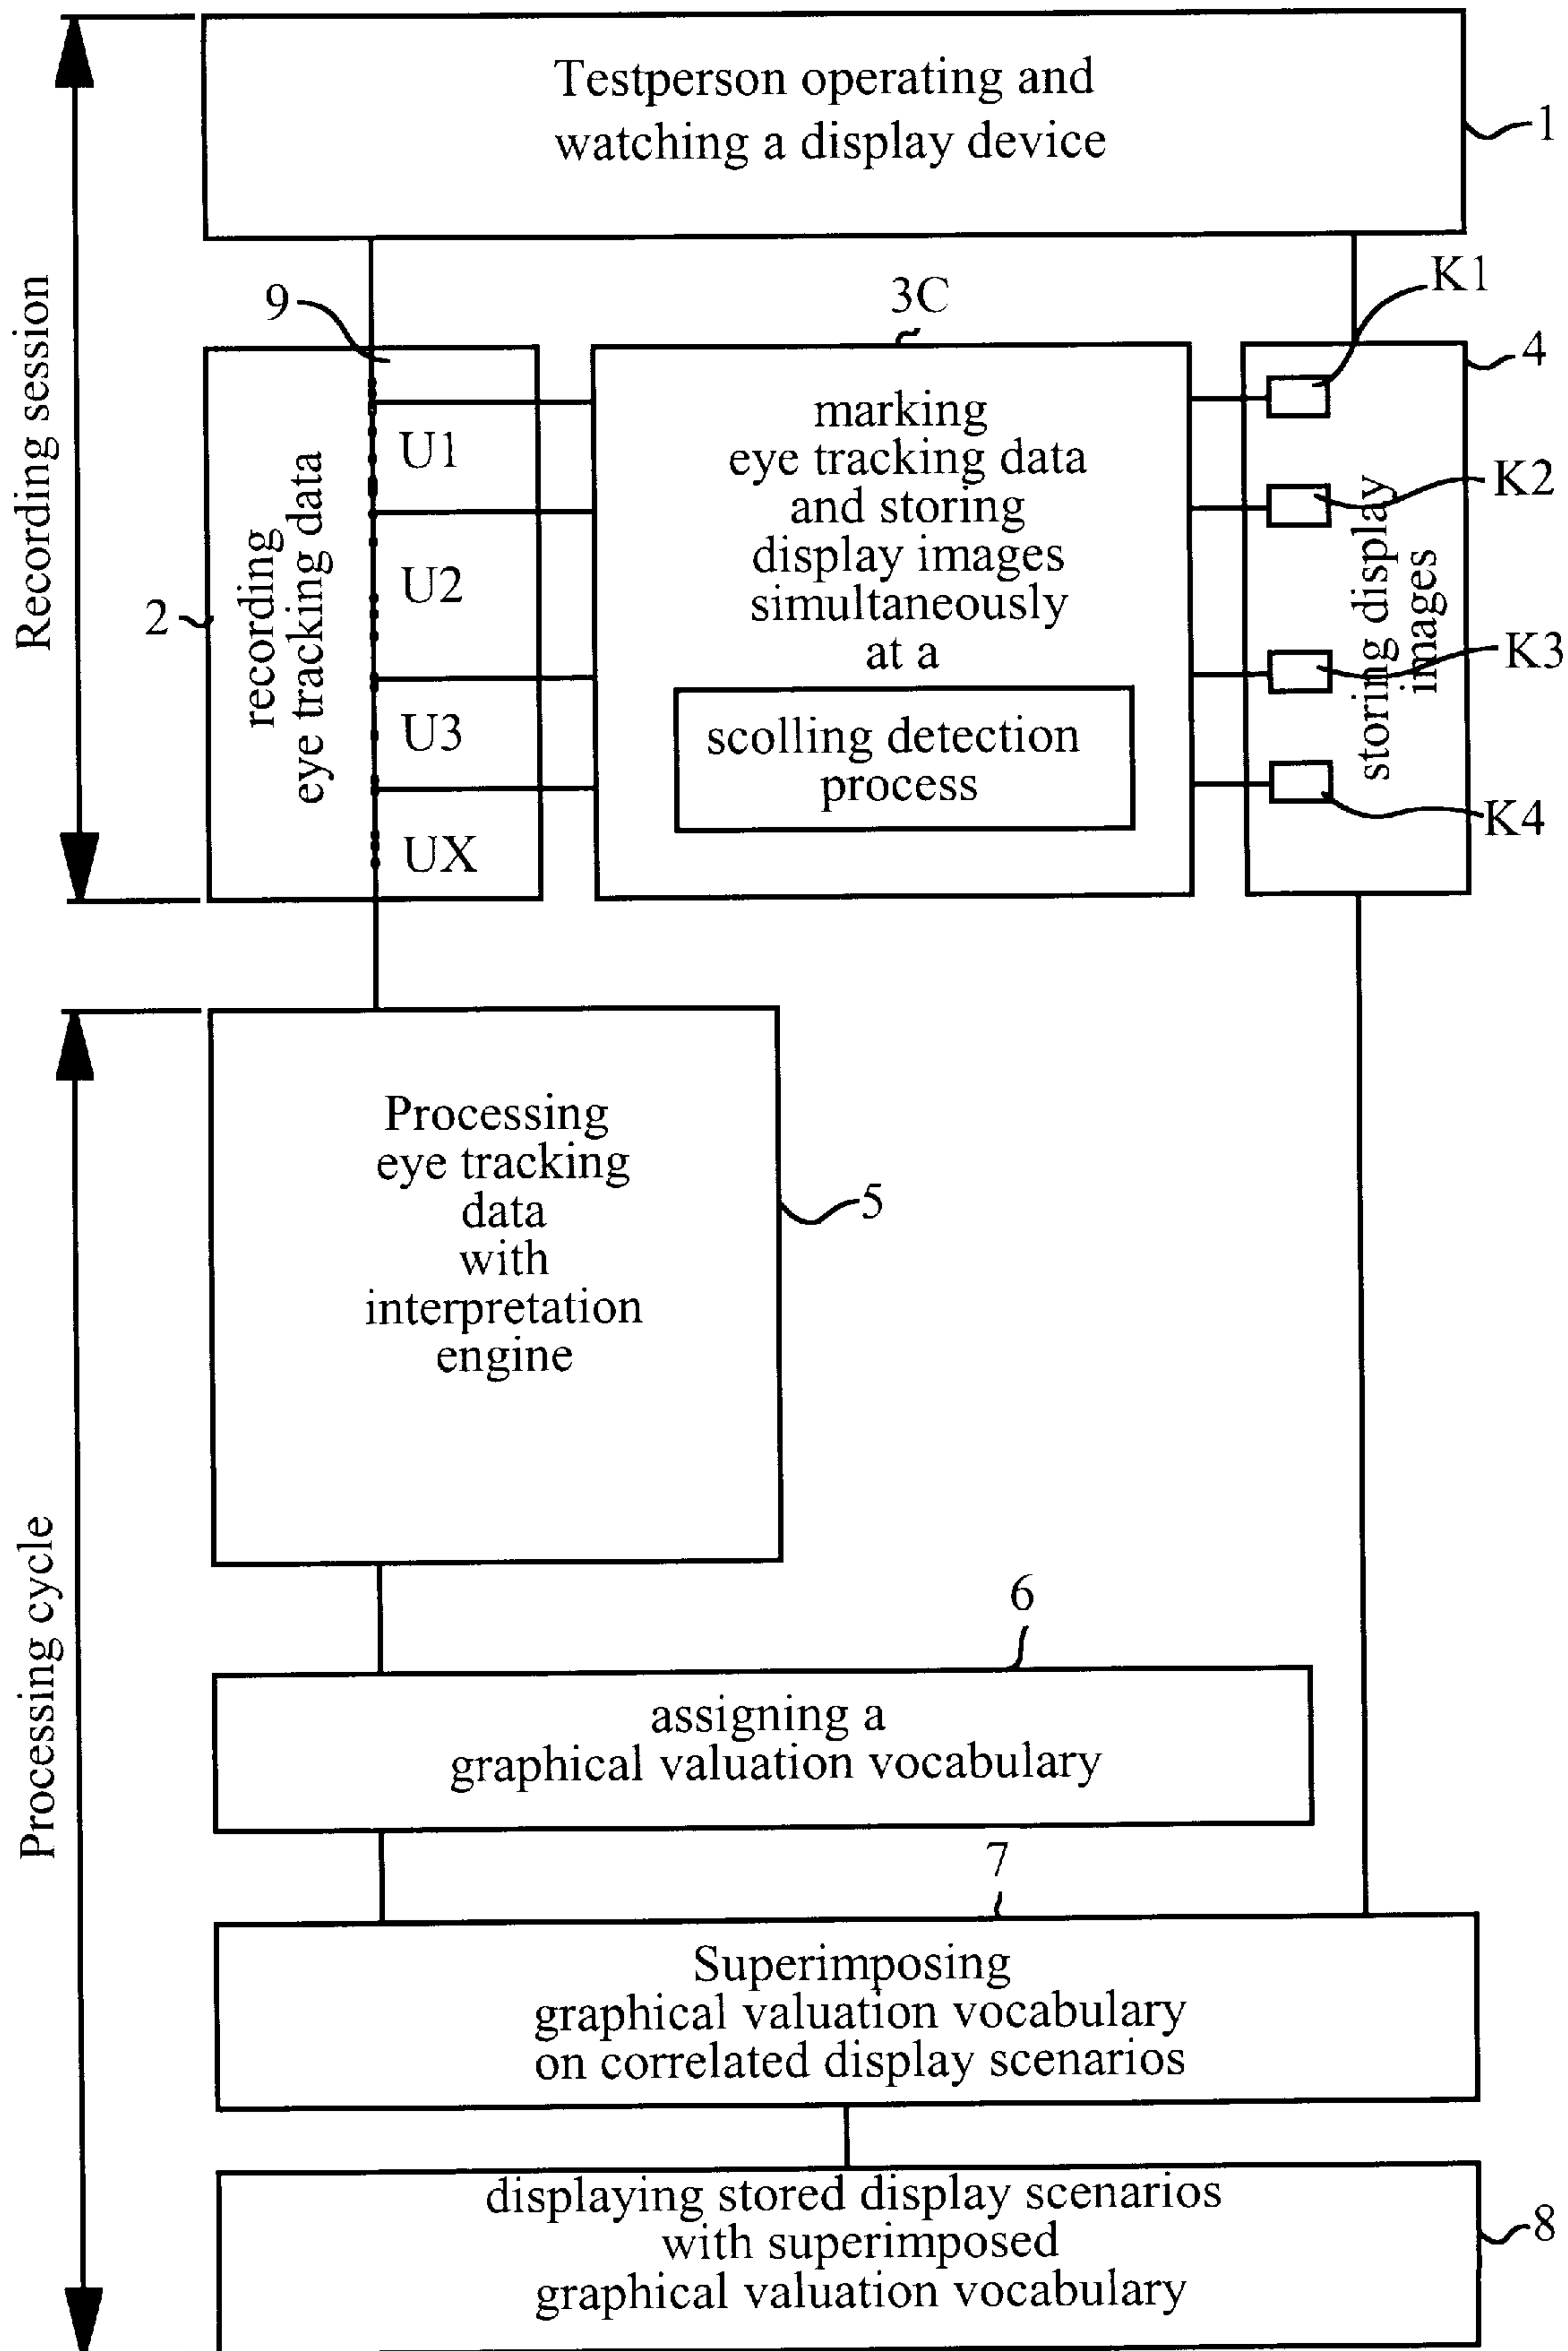 Testperson operating and
watching a display device
1
Recording session
9
3C
K1
4
2
recording
eye tracking data
U1
U2
U3
UX
marking
eye tracking data
and storing
display images
simultaneously
at a
scolling detection
process
storing display
images
K2
K3
K4
Processing cycle
Processing
eye tracking
data
with
interpretation
engine
5
6
assigning a
graphical valuation vocabulary
7
Superimposing
graphical valuation vocabulary
on correlated display scenarios
displaying stored display scenarios
with superimposed
graphical valuation vocabulary
8